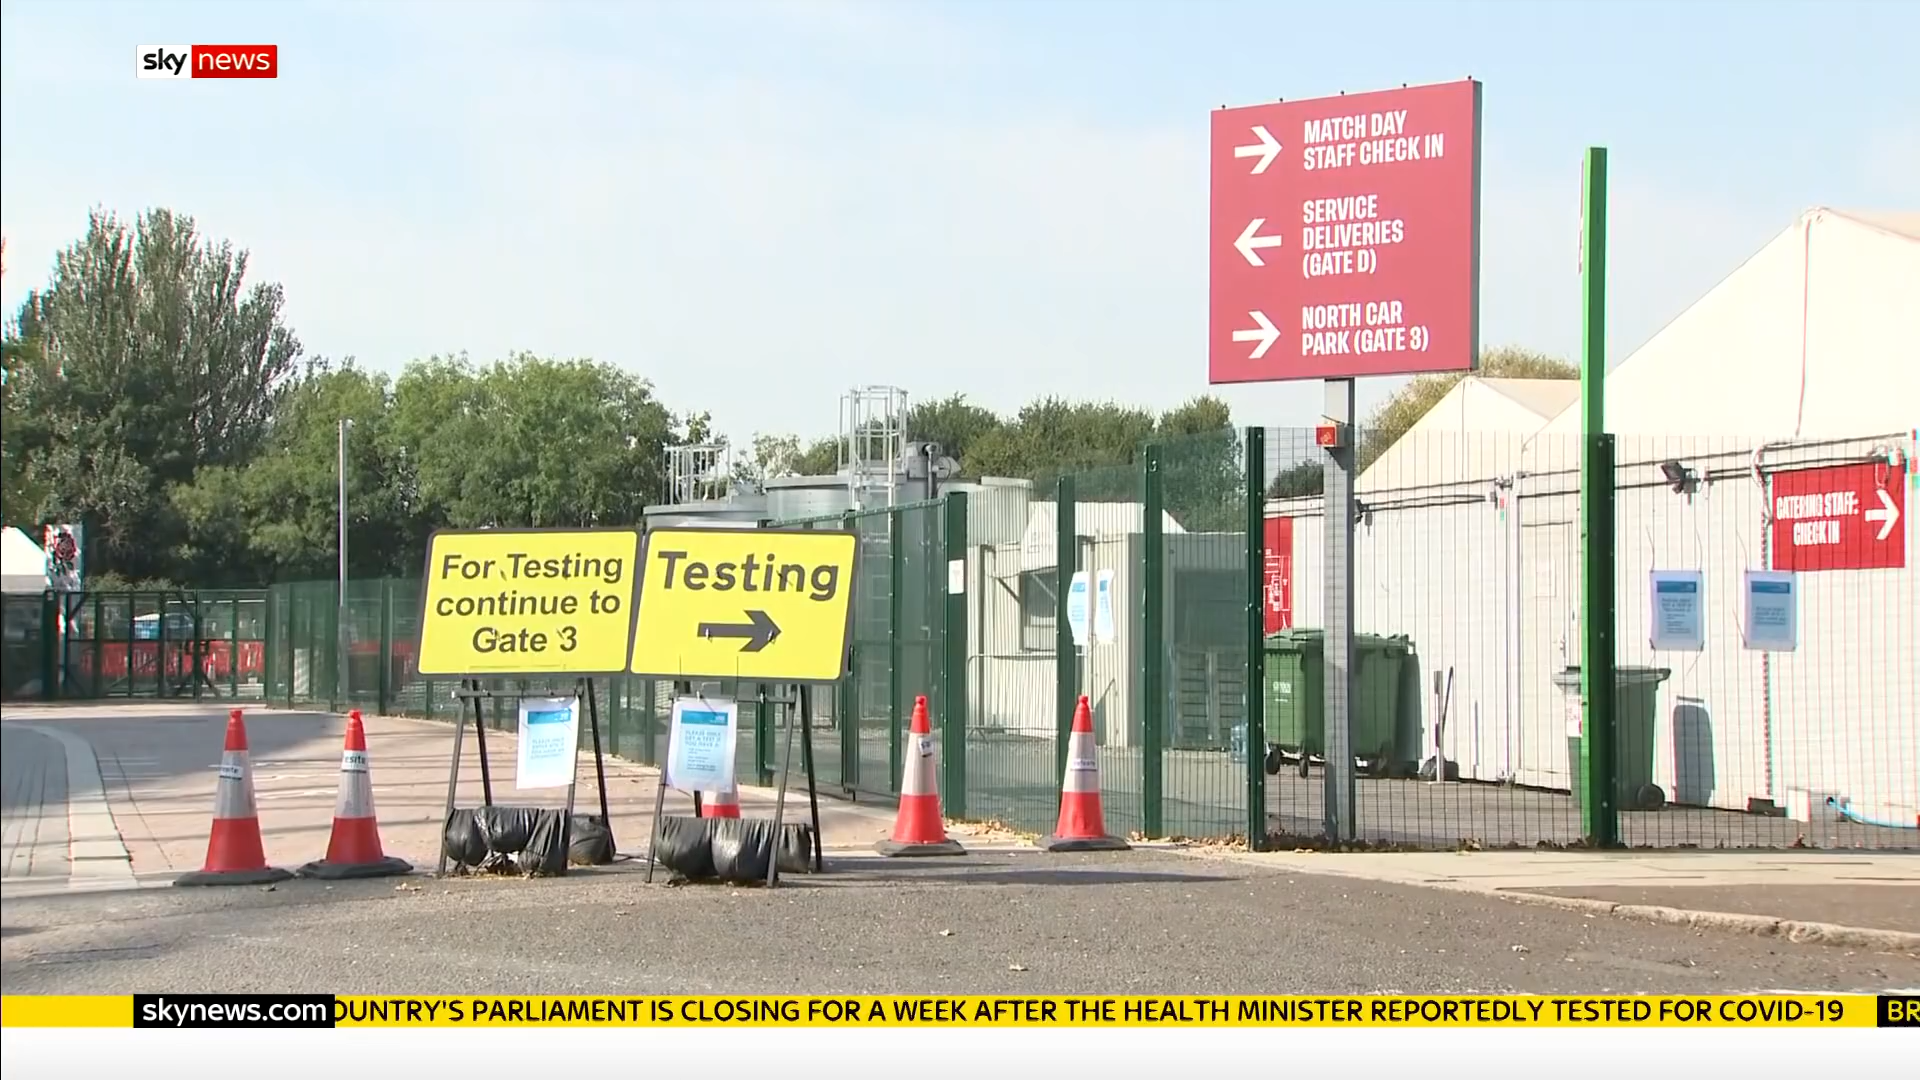 sky news
MATCH DAY
STAFF CHECK IN
SERVICE
DELIVERIES
(GATE D)
NORTH CAR
PARK (GATE 3)
CATERING STAFF:
CHECK IN
For Testing
continue to
Gate 3
Testing
skynews.com
OUNTRY'S PARLIAMENT IS CLOSING FOR A WEEK AFTER THE HEALTH MINISTER REPORTEDLY TESTED FOR COVID-19
BR